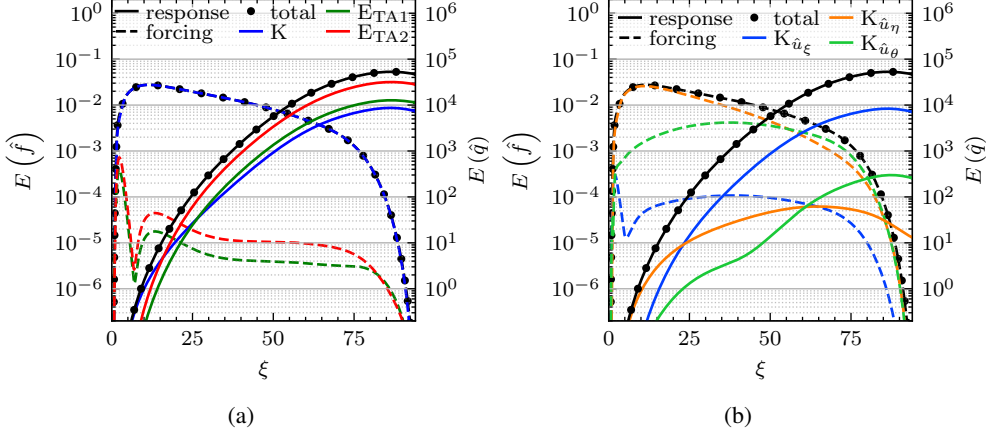 response total E_TA1
forcing K E_TA2
10^0
10^-1
10^-2
10^-3
10^-4
10^-5
10^-6
E (f̂)
10^6
10^5
10^4
10^3
10^2
10^1
10^0
E (q̂)
0 25 50 75
ξ
(a)
response total K_û_η
forcing K_û_ξ K_û_θ
10^0
10^-1
10^-2
10^-3
10^-4
10^-5
10^-6
E (f̂)
10^6
10^5
10^4
10^3
10^2
10^1
10^0
E (q̂)
0 25 50 75
ξ
(b)